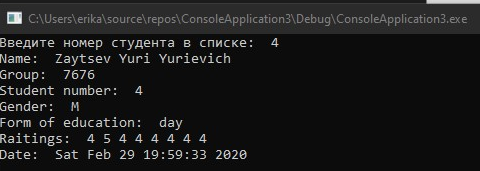 C:\Users\erika\source\repos\ConsoleApplication3\Debug\ConsoleApplication3.exe
Введите номер студента в списке:  4
Name:  Zaytsev Yuri Yurievich
Group:  7676
Student number:  4
Gender:  M
Form of education:  day
Raitings:  4 5 4 4 4 4 4 4
Date:  Sat Feb 29 19:59:33 2020